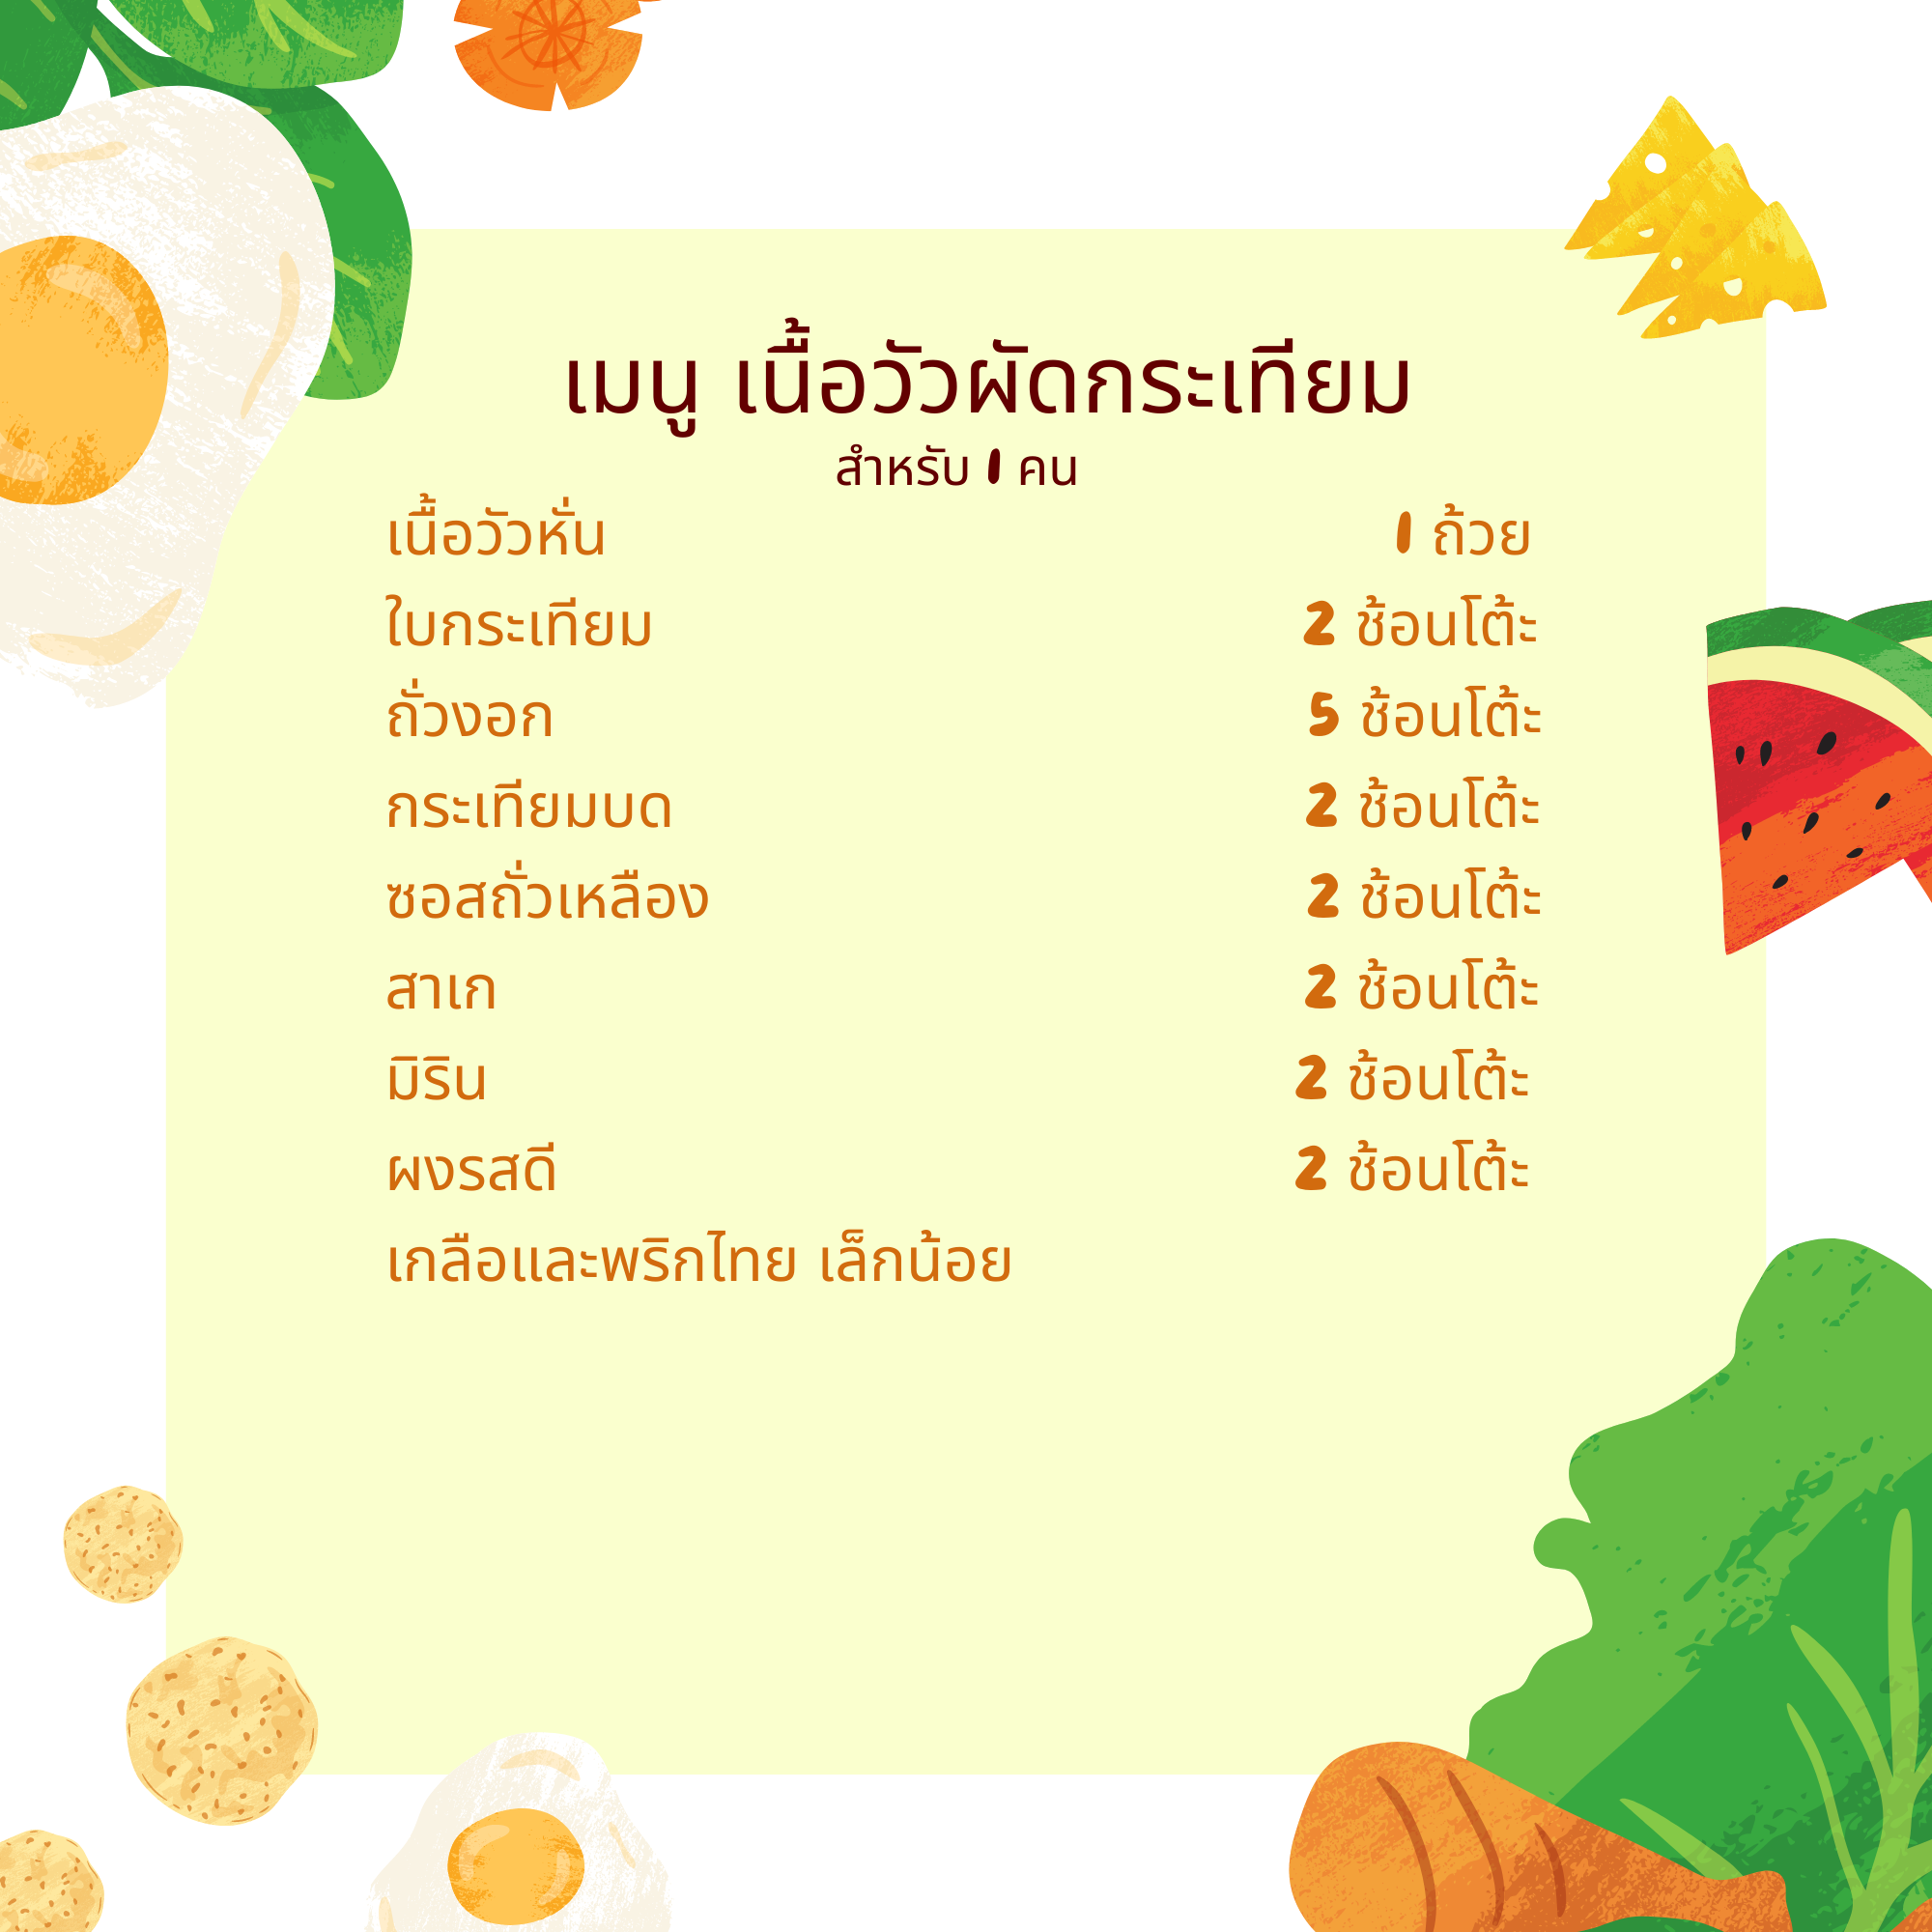 เมนู เนื้อวัวผัดกระเทียม
สำหรับ 1 คน
เนื้อวัวหั่น 1 ถ้วย
ใบกระเทียม 2 ช้อนโต้ะ
ถั่วงอก 5 ช้อนโต้ะ
กระเทียมบด 2 ช้อนโต้ะ
ซอสถั่วเหลือง 2 ช้อนโต้ะ
สาเก 2 ช้อนโต้ะ
มิริน 2 ช้อนโต้ะ
ผงรสดี 2 ช้อนโต้ะ
เกลือและพริกไทย เล็กน้อย